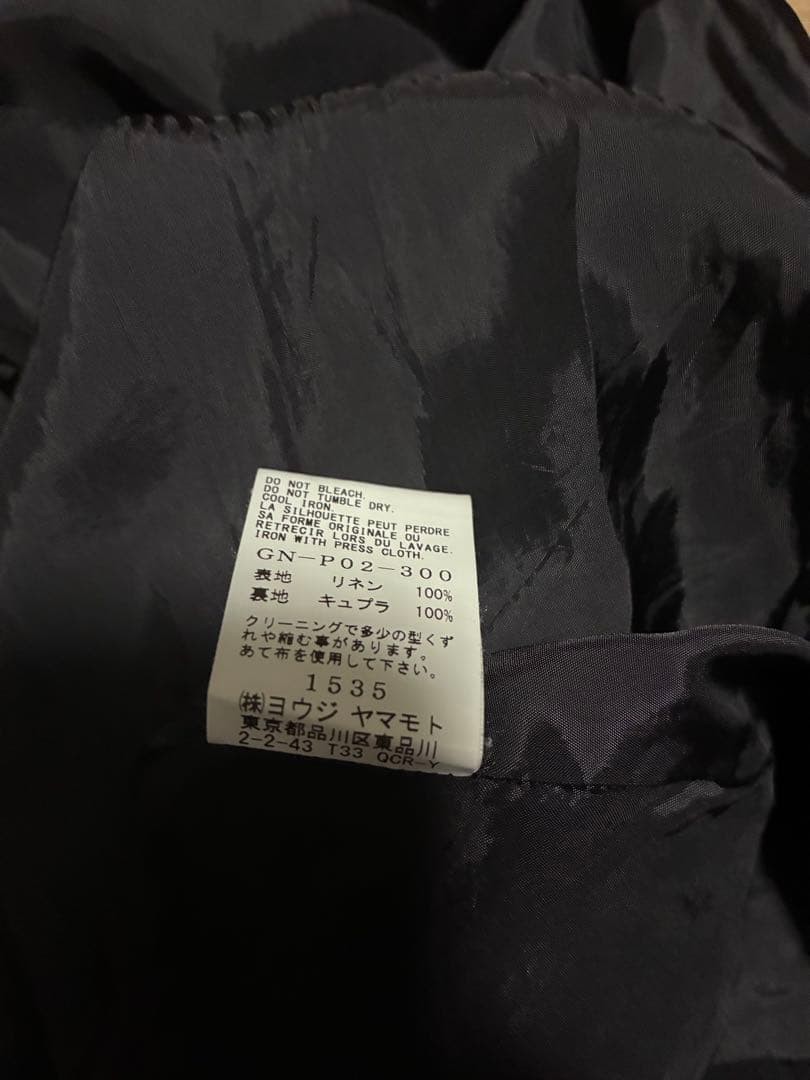 DO NOT BLEACH.
DO NOT TUMBLE DRY.
COOL IRON.
LA SILHOUETTE PEUT PERDRE
SA FORME ORIGINALE OU
RETRECIR LORS DU LAVAGE.
IRON WITH PRESS CLOTH.
GN-P02-300
表地 リネン 100%
裏地 キュプラ 100%
クリーニングで多少の型くず
れや縮む事があります。
あて布を使用して下さい。
1535
㈱ヨウジ ヤマモト
東京都品川区東品川
2-2-43 T33 QCR-Y